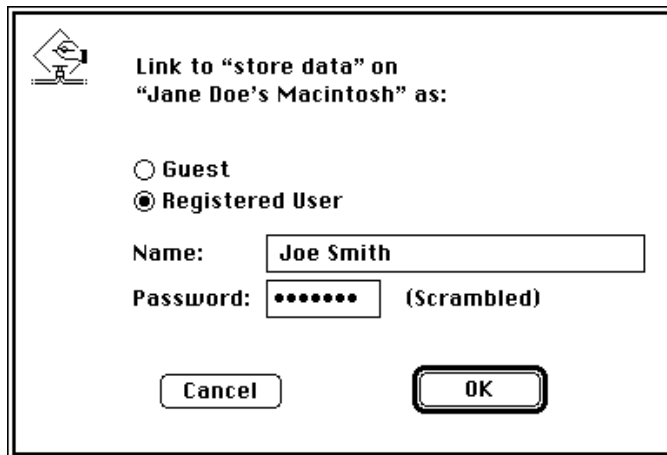 Link to “store data” on
“Jane Doe’s Macintosh” as:
Guest
Registered User
Name: Joe Smith
Password: ••••••• (Scrambled)
Cancel OK